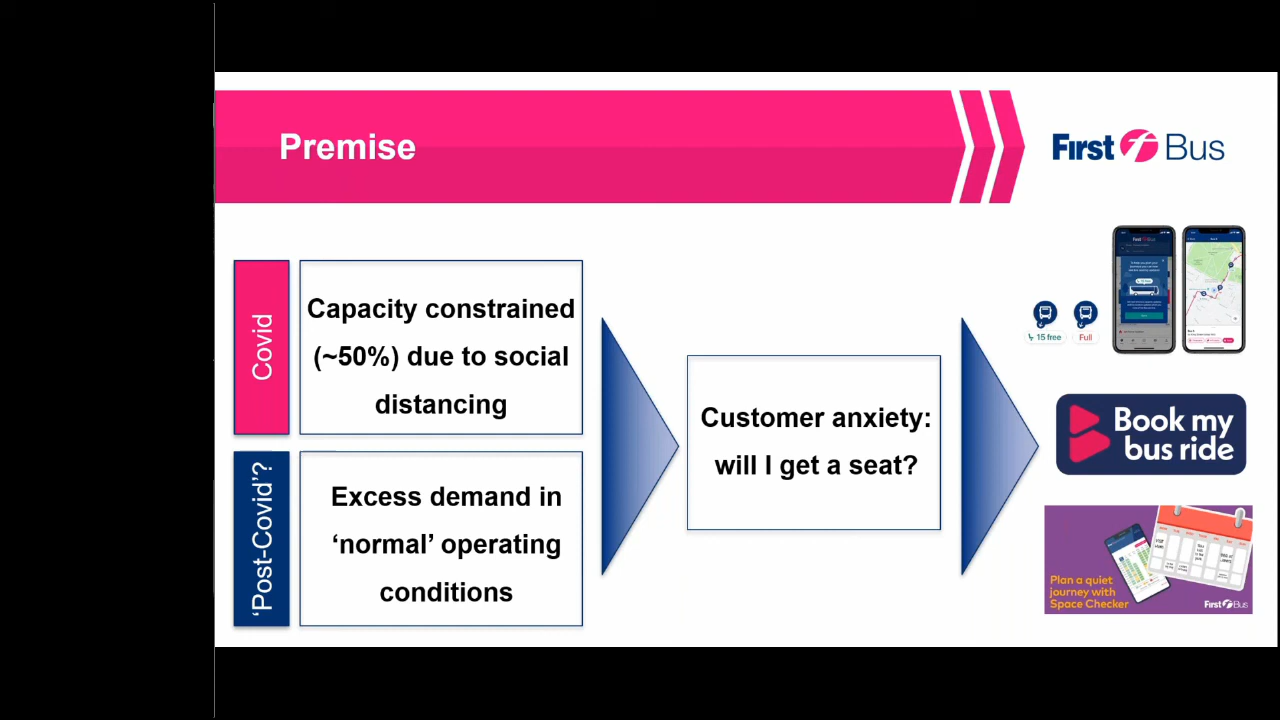 Premise
First Bus
Covid
Capacity constrained
(~50%) due to social
distancing
‘Post-Covid’?
Excess demand in
‘normal’ operating
conditions
Customer anxiety:
will I get a seat?
15 free
Full
Book my
bus ride
Plan a quiet
journey with
Space Checker
First Bus